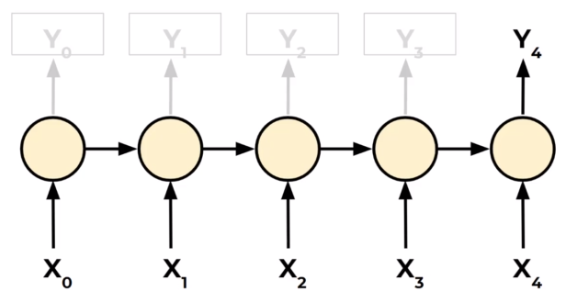 Y₀ Y₁ Y₂ Y₃ Y₄
X₀ X₁ X₂ X₃ X₄